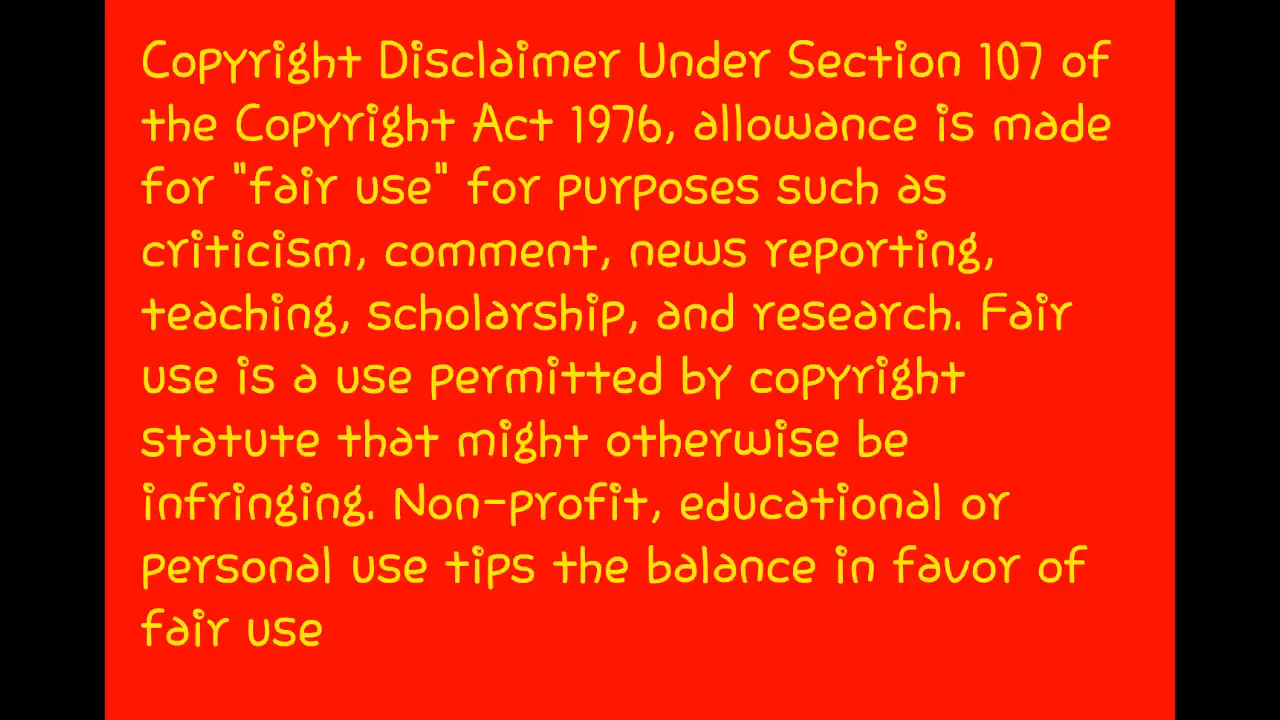 Copyright Disclaimer Under Section 107 of
the Copyright Act 1976, allowance is made
for "fair use" for purposes such as
criticism, comment, news reporting,
teaching, scholarship, and research. Fair
use is a use permitted by copyright
statute that might otherwise be
infringing. Non-profit, educational or
personal use tips the balance in favor of
fair use